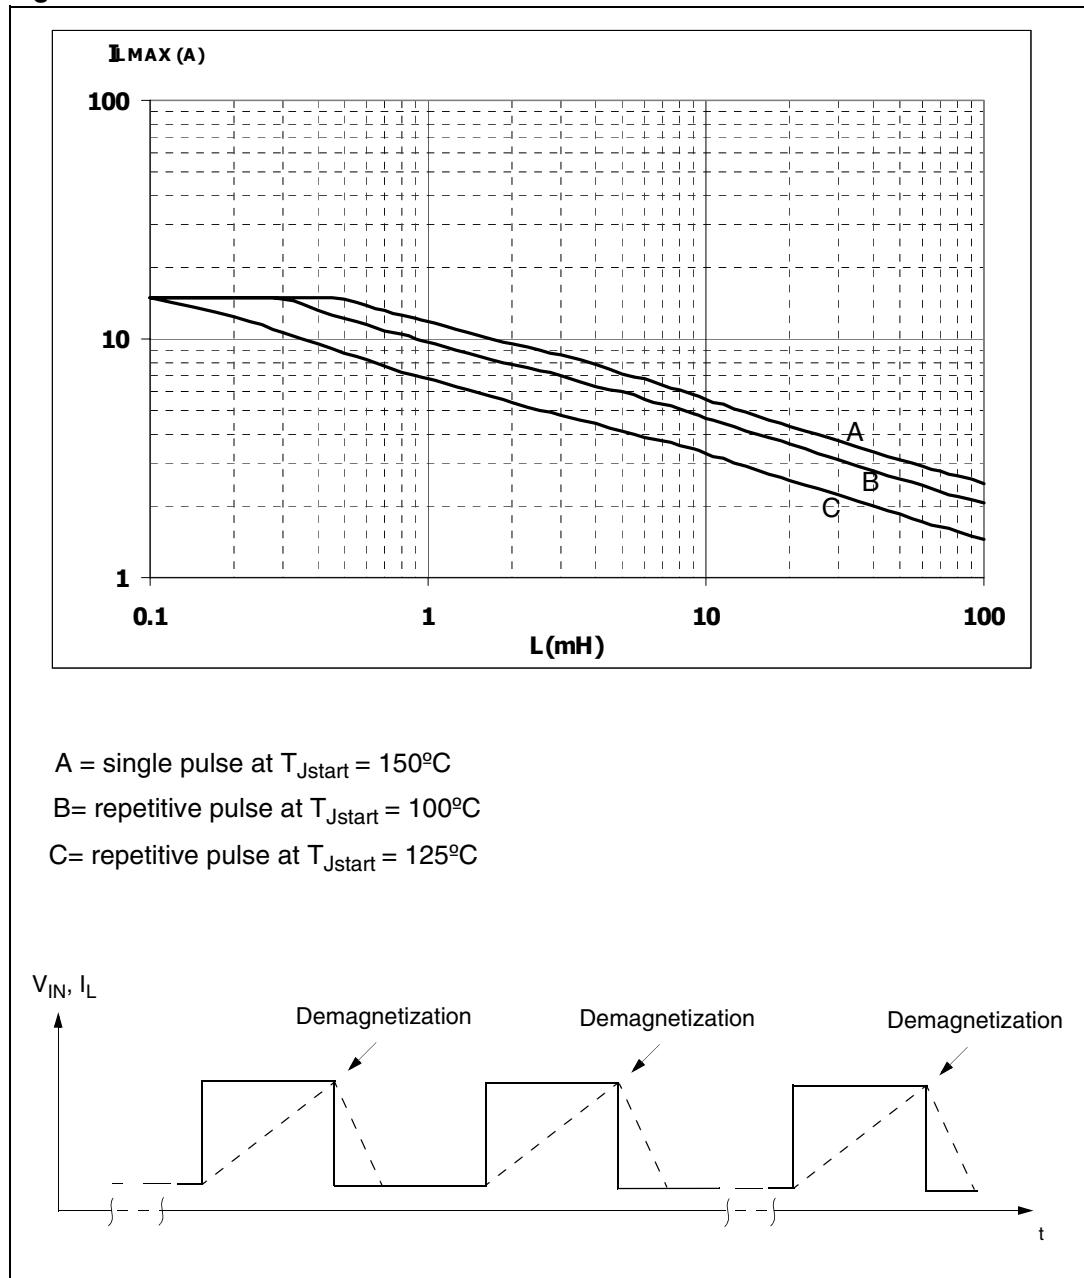 ILMAX (A)
100
10
1
0.1 1 10 100
L(mH)
A
B
C
A = single pulse at TJstart = 150ºC
B= repetitive pulse at TJstart = 100ºC
C= repetitive pulse at TJstart = 125ºC
VIN, IL
Demagnetization Demagnetization Demagnetization
t